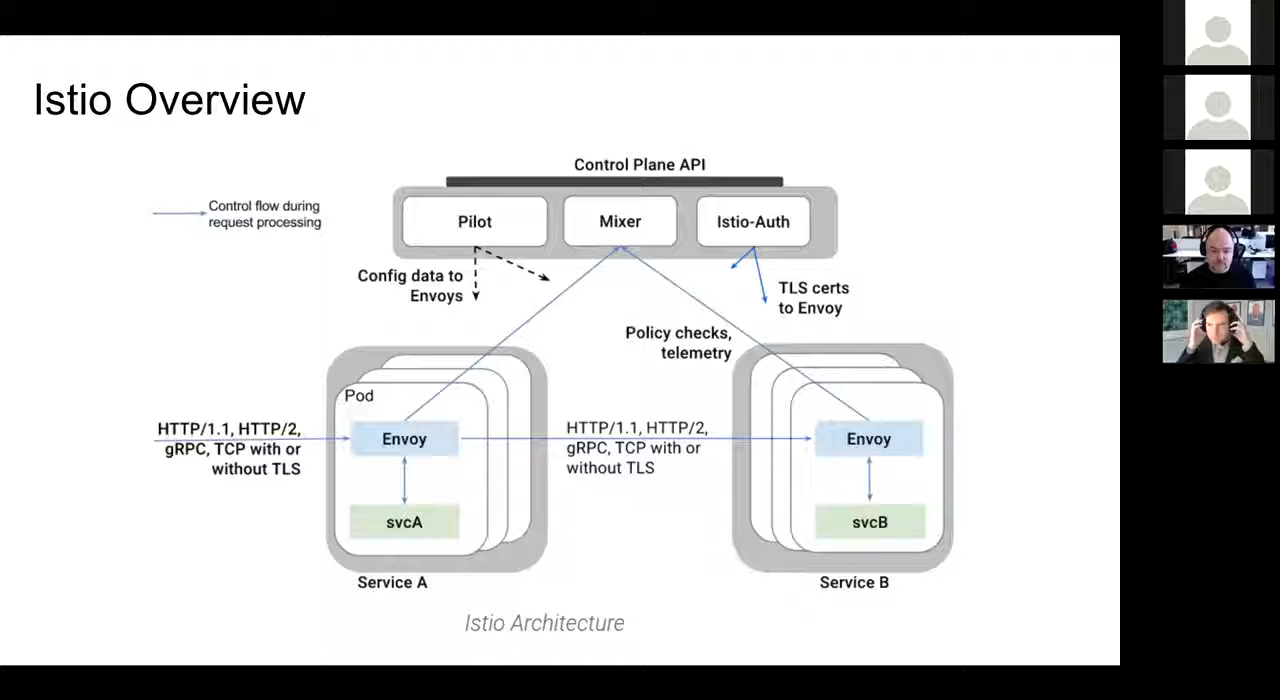 Istio Overview
Control Plane API
Control flow during
request processing
Pilot
Mixer
Istio-Auth
Config data to
Envoys
TLS certs
to Envoy
Policy checks,
telemetry
Pod
HTTP/1.1, HTTP/2,
gRPC, TCP with or
without TLS
Envoy
HTTP/1.1, HTTP/2,
gRPC, TCP with or
without TLS
Envoy
svcA
svcB
Service A
Service B
Istio Architecture